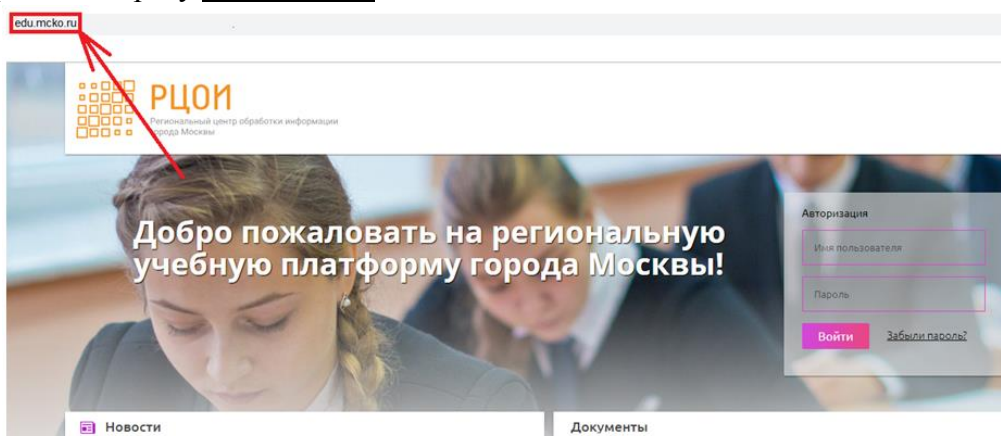 edu.mcko.ru
РЦОИ
Региональный центр обработки информации
города Москвы
Добро пожаловать на региональную
учебную платформу города Москвы!
Авторизация
Имя пользователя
Пароль
Войти
Забыли пароль?
Новости
Документы